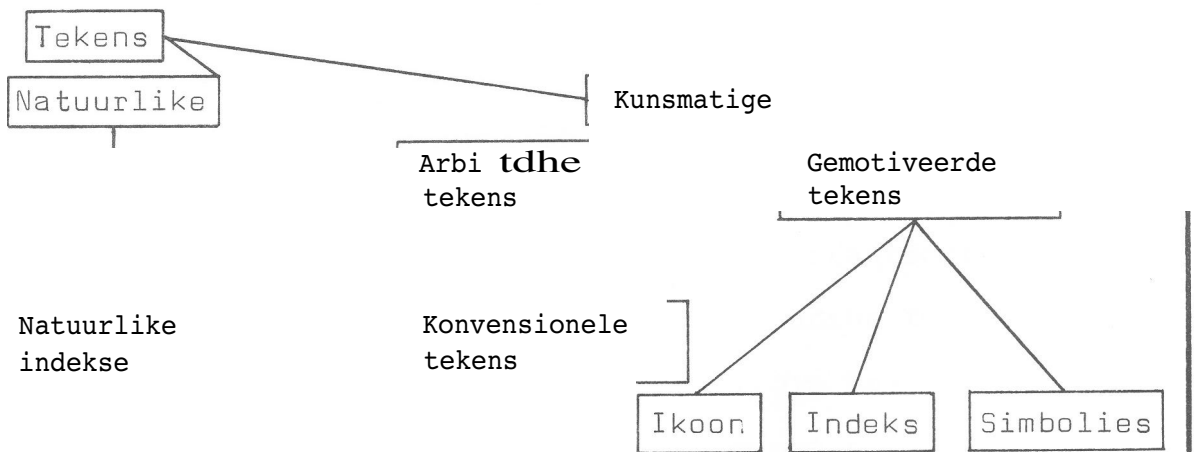 Tekens
Natuurlike
Kunsmatige
Arbi tdhe
tekens
Gemotiveerde
tekens
Natuurlike
indekse
Konvensionele
tekens
Ikoon
Indeks
Simbolies